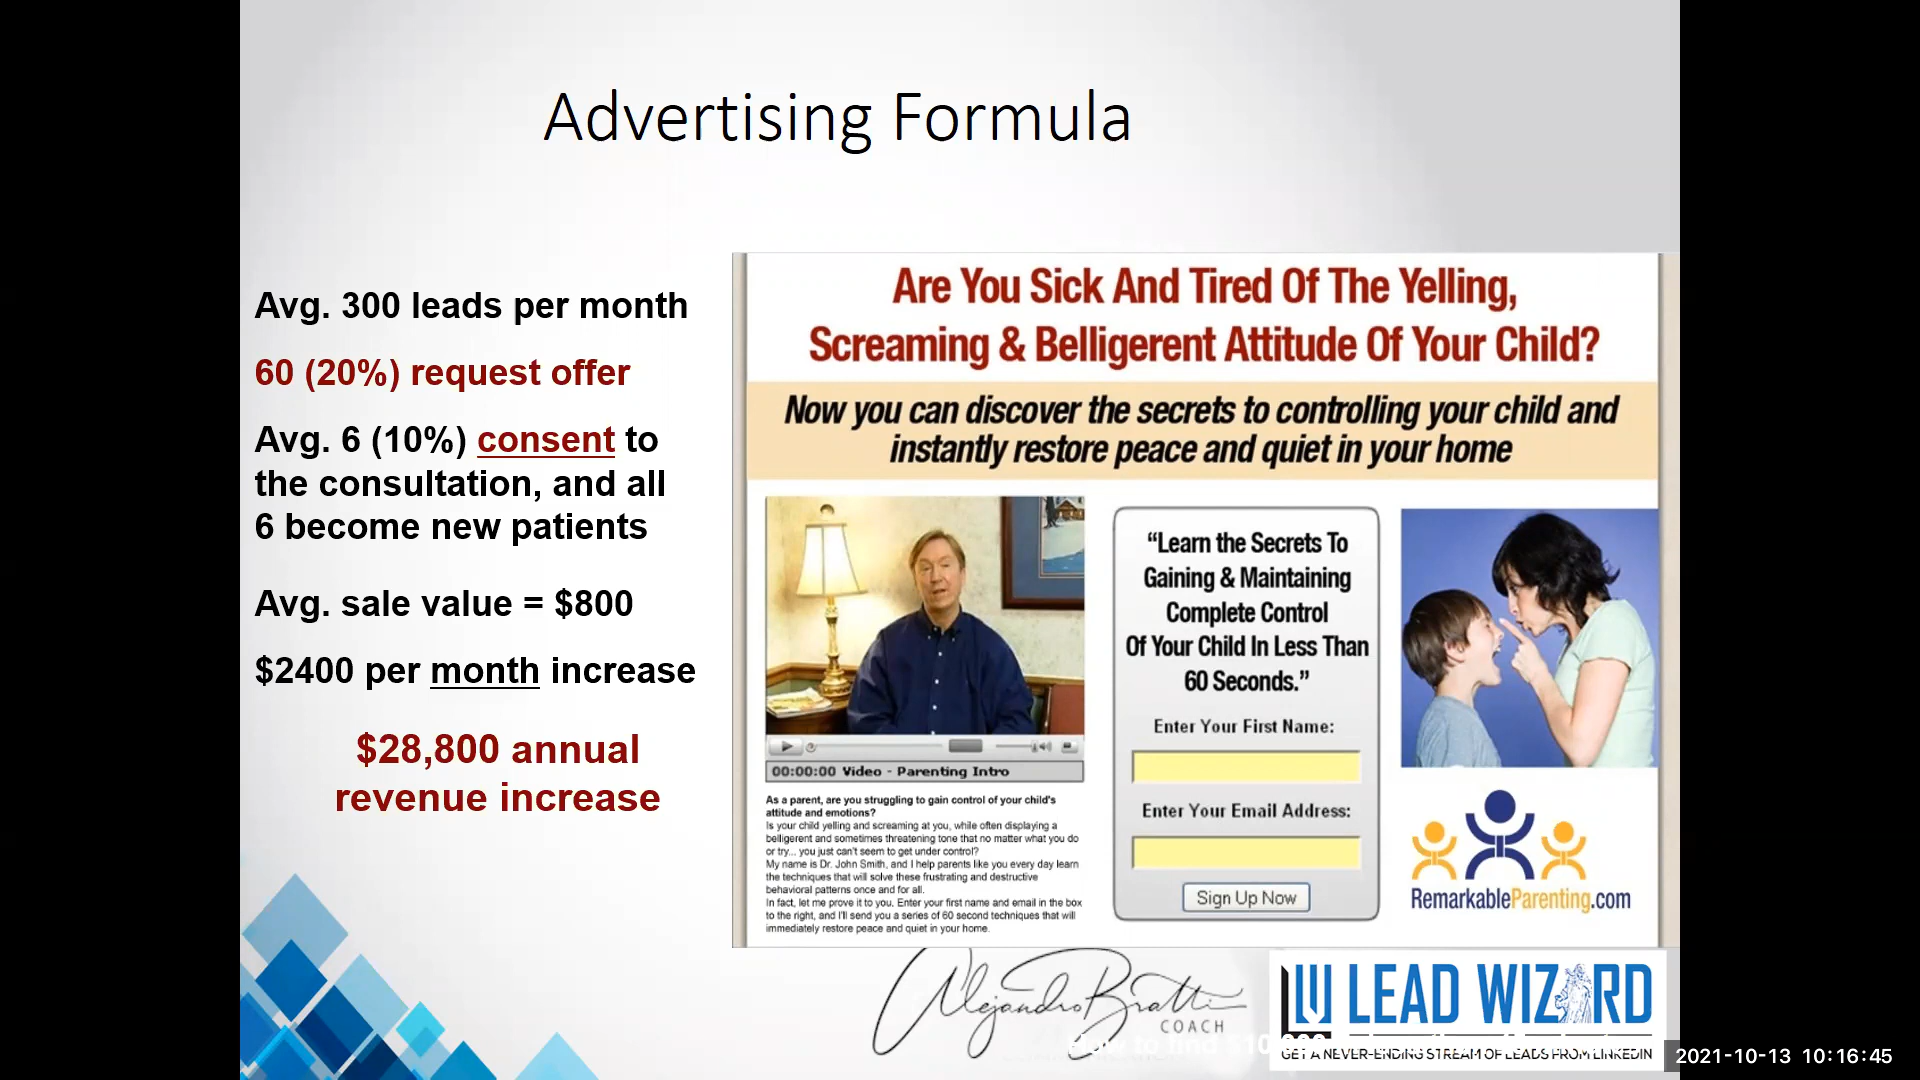 Advertising Formula
Avg. 300 leads per month
60 (20%) request offer
Avg. 6 (10%) consent to
the consultation, and all
6 become new patients
Avg. sale value = $800
$2400 per month increase
$28,800 annual
revenue increase
Are You Sick And Tired Of The Yelling,
Screaming & Belligerent Attitude Of Your Child?
Now you can discover the secrets to controlling your child and
instantly restore peace and quiet in your home
00:00:00 Video - Parenting Intro
As a parent, are you struggling to gain control of your child's
attitude and emotions?
Is your child yelling and screaming at you, while often displaying a
belligerent and sometimes threatening tone that no matter what you do
or try... you just can't seem to get under control?
My name is Dr. John Smith, and I help parents like you every day learn
the techniques that will solve these frustrating and destructive
behavioral patterns once and for all.
In fact, let me prove it to you. Enter your first name and email in the box
to the right, and I'll send you a series of 60 second techniques that will
immediately restore peace and quiet in your home.
“Learn the Secrets To
Gaining & Maintaining
Complete Control
Of Your Child In Less Than
60 Seconds.”
Enter Your First Name:
Enter Your Email Address:
Sign Up Now
RemarkableParenting.com
Alejandro Bratti
COACH
LEAD WIZARD
GET A NEVER-ENDING STREAM OF LEADS FROM LINKEDIN
How to find $10
2021-10-13 10:16:45